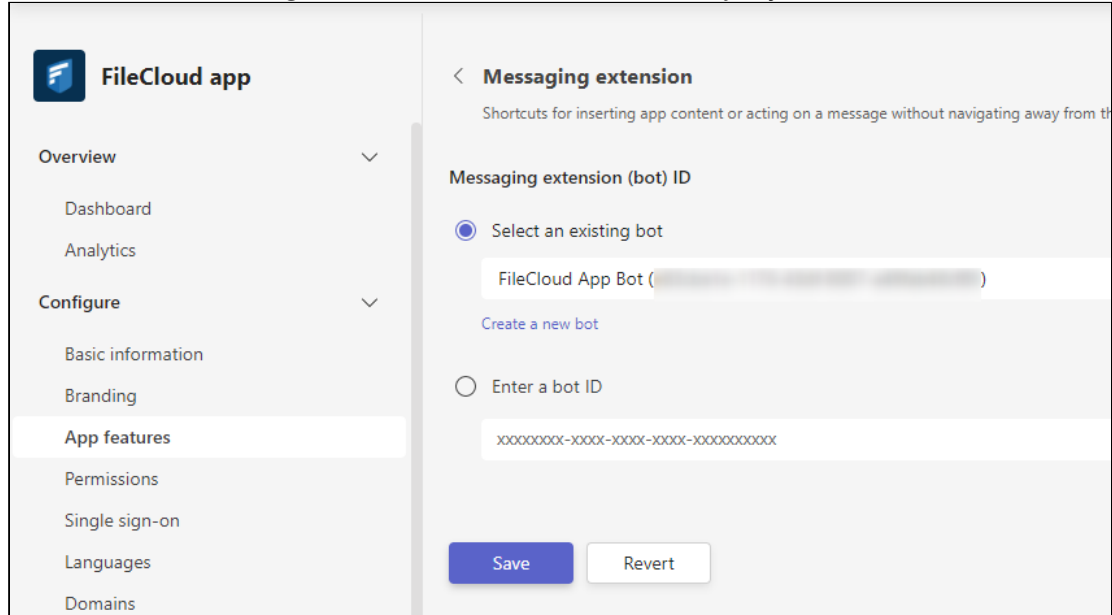 FileCloud app
Overview
Dashboard
Analytics
Configure
Basic information
Branding
App features
Permissions
Single sign-on
Languages
Domains
Messaging extension
Shortcuts for inserting app content or acting on a message without navigating away from
Messaging extension (bot) ID
Select an existing bot
FileCloud App Bot ( )
Create a new bot
Enter a bot ID
xxxxxxxx-xxxx-xxxx-xxxx-xxxxxxxxxx
Save Revert